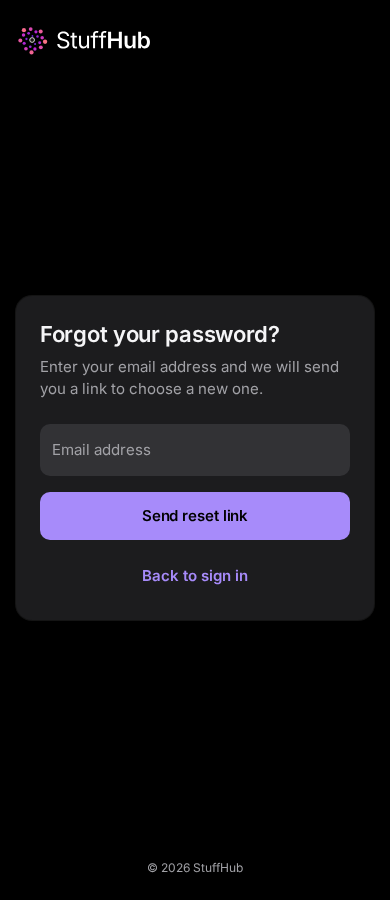 StuffHub
Forgot your password?
Enter your email address and we will send
you a link to choose a new one.
Email address
Send reset link
Back to sign in
© 2026 StuffHub